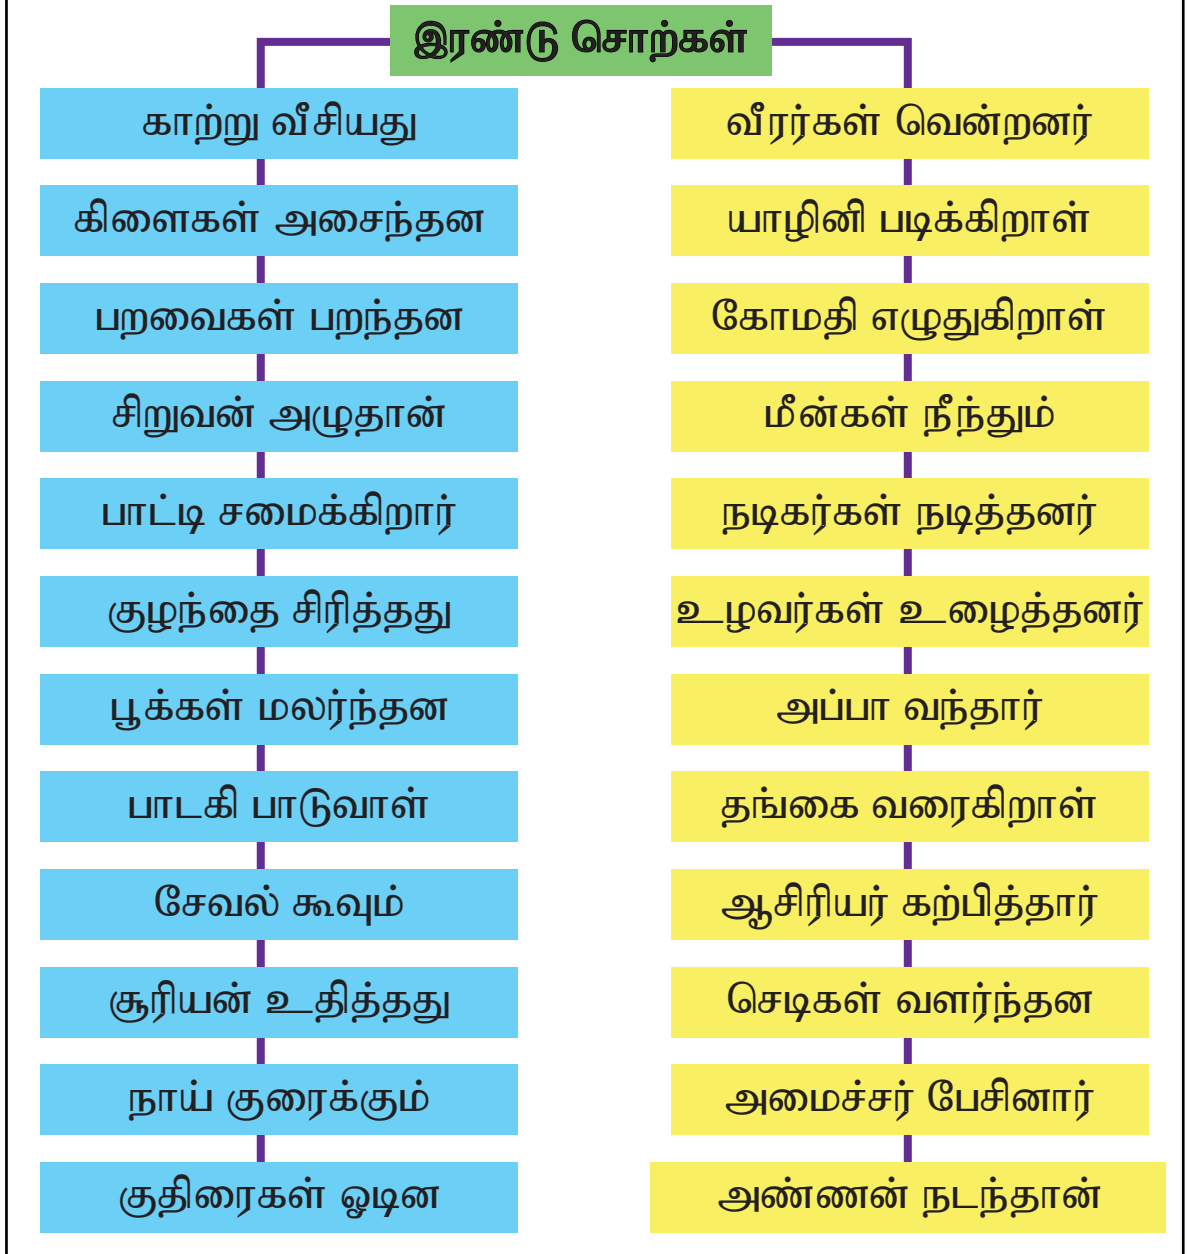 இரண்டு சொற்கள்
காற்று வீசியது
கிளைகள் அசைந்தன
பறவைகள் பறந்தன
சிறுவன் அழுதான்
பாட்டி சமைக்கிறார்
குழந்தை சிரித்தது
பூக்கள் மலர்ந்தன
பாடகி பாடுவாள்
சேவல் கூவும்
சூரியன் உதித்தது
நாய் குரைக்கும்
குதிரைகள் ஓடின
வீரர்கள் வென்றனர்
யாழினி படிக்கிறாள்
கோமதி எழுதுகிறாள்
மீன்கள் நீந்தும்
நடிகர்கள் நடித்தனர்
உழவர்கள் உழைத்தனர்
அப்பா வந்தார்
தங்கை வரைகிறாள்
ஆசிரியர் கற்பித்தார்
செடிகள் வளர்ந்தன
அமைச்சர் பேசினார்
அண்ணன் நடந்தான்